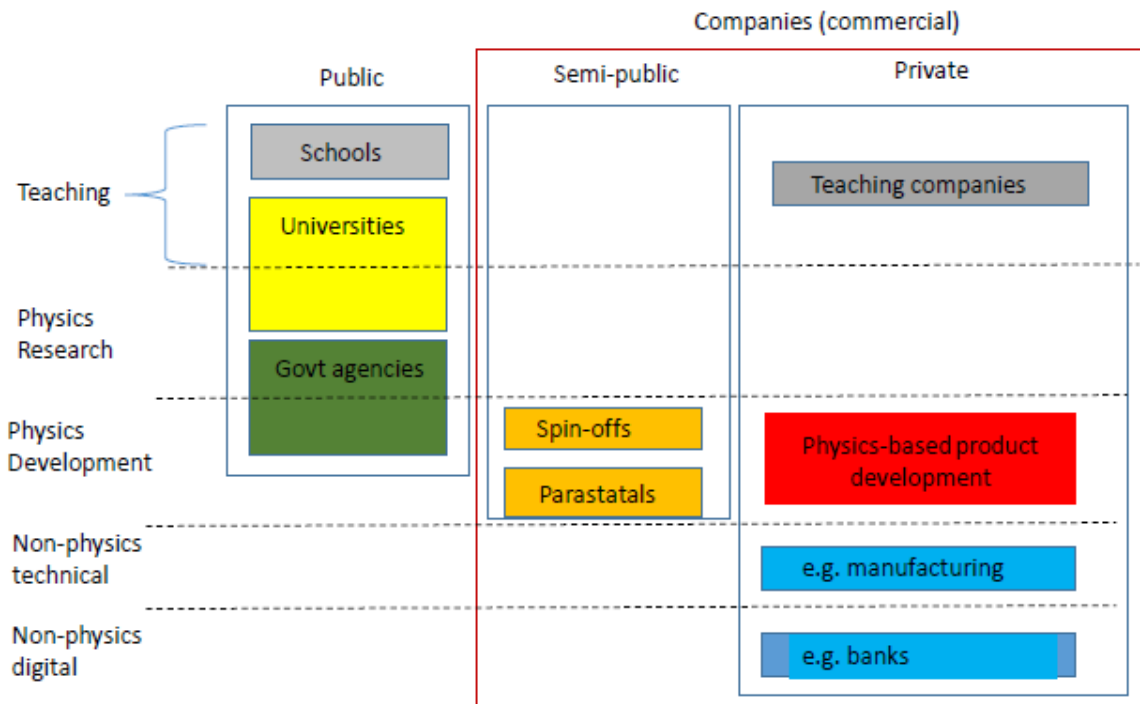 Companies (commercial)
Public
Semi-public
Private
Teaching
Schools
Universities
Teaching companies
Physics
Research
Govt agencies
Physics
Development
Spin-offs
Parastatals
Physics-based product
development
Non-physics
technical
e.g. manufacturing
Non-physics
digital
e.g. banks